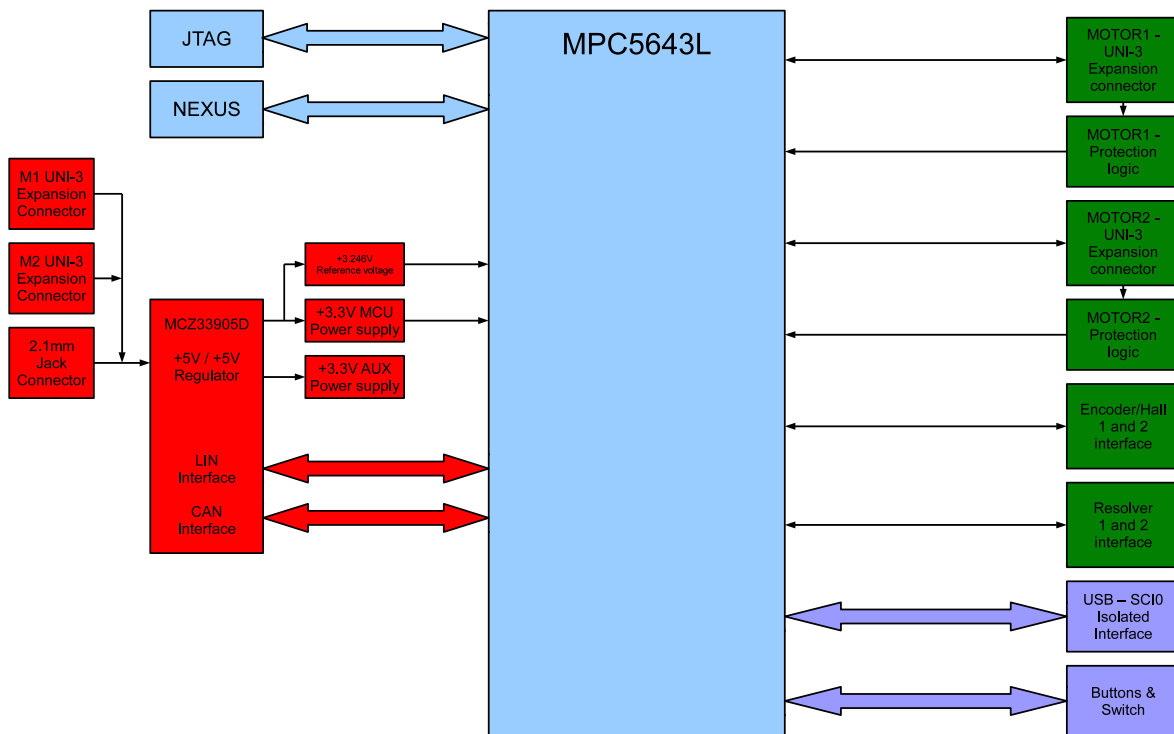 JTAG
NEXUS
MPC5643L
M1 UNI-3
Expansion
Connector
M2 UNI-3
Expansion
Connector
2.1mm
Jack
Connector
MCZ33905D
+5V / +5V
Regulator
LIN
Interface
CAN
Interface
+3.246V
Reference voltage
+3.3V MCU
Power supply
+3.3V AUX
Power supply
MOTOR1 -
UNI-3
Expansion
connector
MOTOR1 -
Protection
logic
MOTOR2 -
UNI-3
Expansion
connector
MOTOR2 -
Protection
logic
Encoder/Hall
1 and 2
interface
Resolver
1 and 2
interface
USB – SCI0
Isolated
Interface
Buttons &
Switch